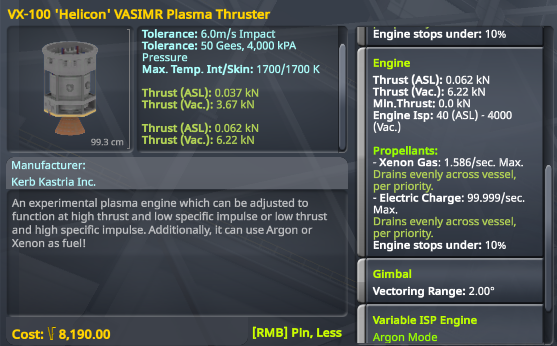 VX-100 'Helicon' VASIMR Plasma Thruster
Tolerance: 6.0m/s Impact
Tolerance: 50 Gees, 4,000 kPa
Pressure
Max. Temp. Int/Skin: 1700/1700 K
Thrust (ASL): 0.037 kN
Thrust (Vac.): 3.67 kN
Thrust (ASL): 0.062 kN
Thrust (Vac.): 6.22 kN
99.3 cm
Manufacturer:
Kerb Kastria Inc.
An experimental plasma engine which can be adjusted to
function at high thrust and low specific impulse or low thrust
and high specific impulse. Additionally, it can use Argon or
Xenon as fuel!
Cost: 8,190.00
[RMB] Pin, Less
Engine stops under: 10%
Engine
Thrust (ASL): 0.062 kN
Thrust (Vac.): 6.22 kN
Min.Thrust: 0.0 kN
Engine Isp: 40 (ASL) - 4000
(Vac.)
Propellants:
- Xenon Gas: 1.586/sec. Max.
Drains evenly across vessel,
per priority.
- Electric Charge: 99.999/sec.
Max.
Drains evenly across vessel,
per priority.
Engine stops under: 10%
Gimbal
Vectoring Range: 2.00°
Variable ISP Engine
Argon Mode